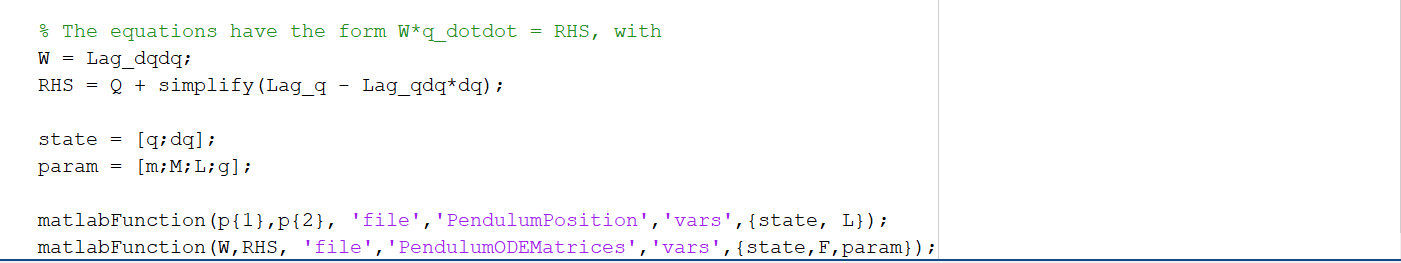 % The equations have the form W*q_dotdot = RHS, with
W = Lag_dqdq;
RHS = Q + simplify(Lag_q - Lag_qdq*dq);
state = [q;dq];
param = [m;M;L;g];
matlabFunction(p{1},p{2}, 'file','PendulumPosition','vars',{state, L});
matlabFunction(W,RHS, 'file','PendulumODEMatrices','vars',{state,F,param});